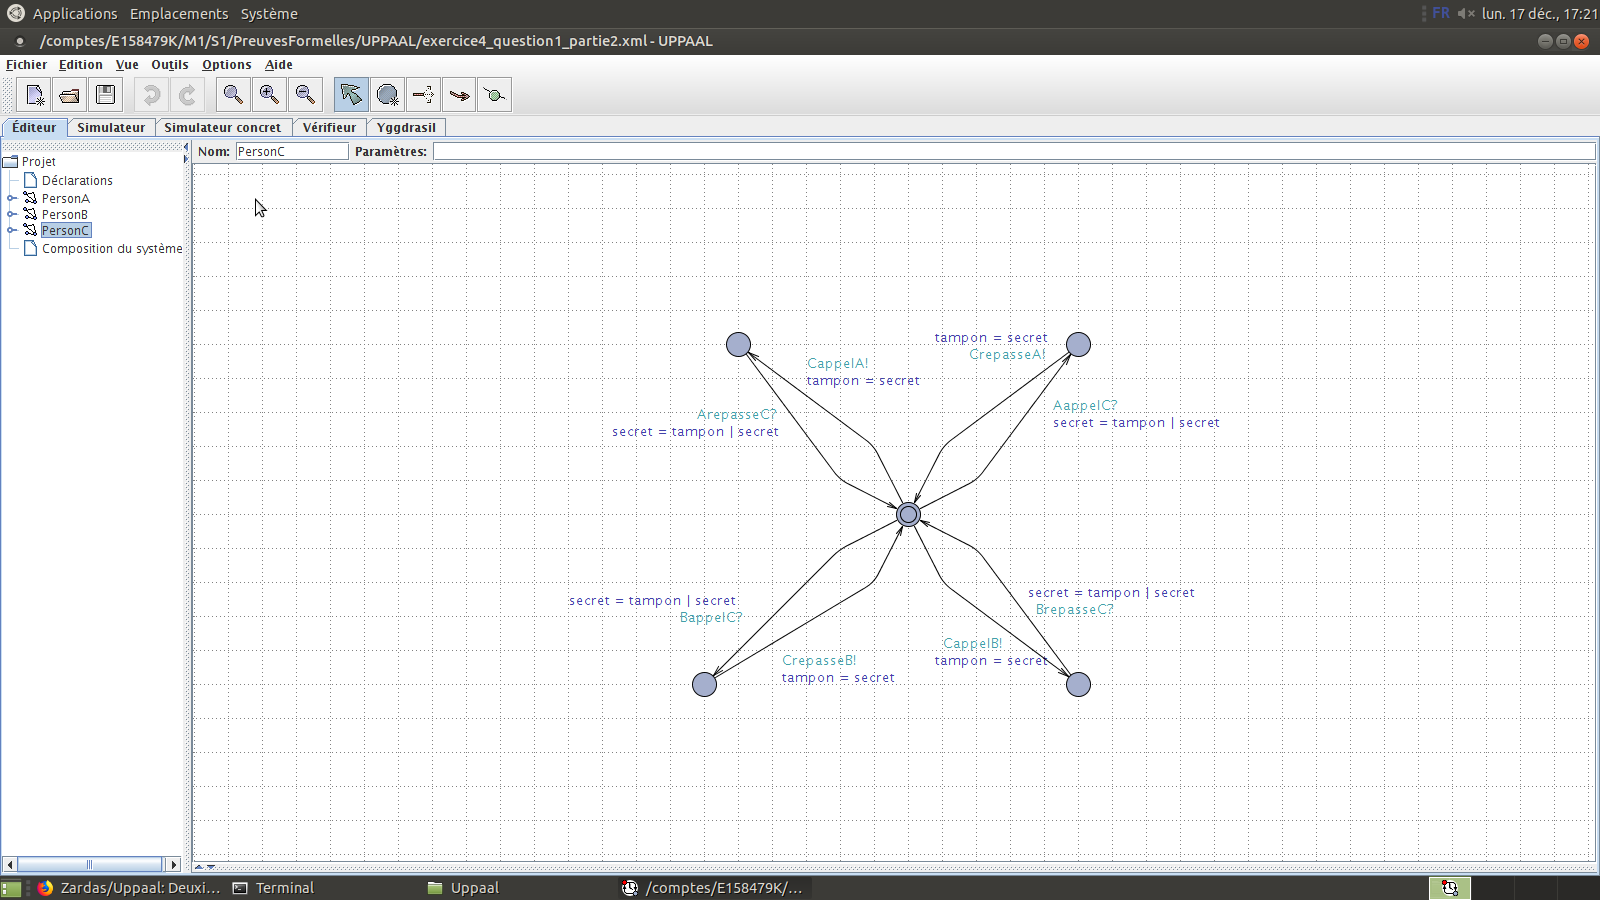 Applications Emplacements Système FR lun. 17 déc., 17:21
/comptes/E158479K/M1/S1/PreuvesFormelles/UPPAAL/exercice4_question1_partie2.xml - UPPAAL
Fichier Edition Vue Outils Options Aide
Éditeur Simulateur Simulateur concret Vérifieur Yggdrasil
Nom: PersonC Paramètres:
Projet
Déclarations
PersonA
PersonB
PersonC
Composition du système
tampon = secret
CrepasseA!
CappelA!
tampon = secret
AappelC?
secret = tampon | secret
ArepasseC?
secret = tampon | secret
secret = tampon | secret
BappelC?
secret = tampon | secret
BrepasseC?
CappelB!
tampon = secret
CrepasseB!
tampon = secret
Zardas/Uppaal: Deuxi... Terminal Uppaal /comptes/E158479K/...